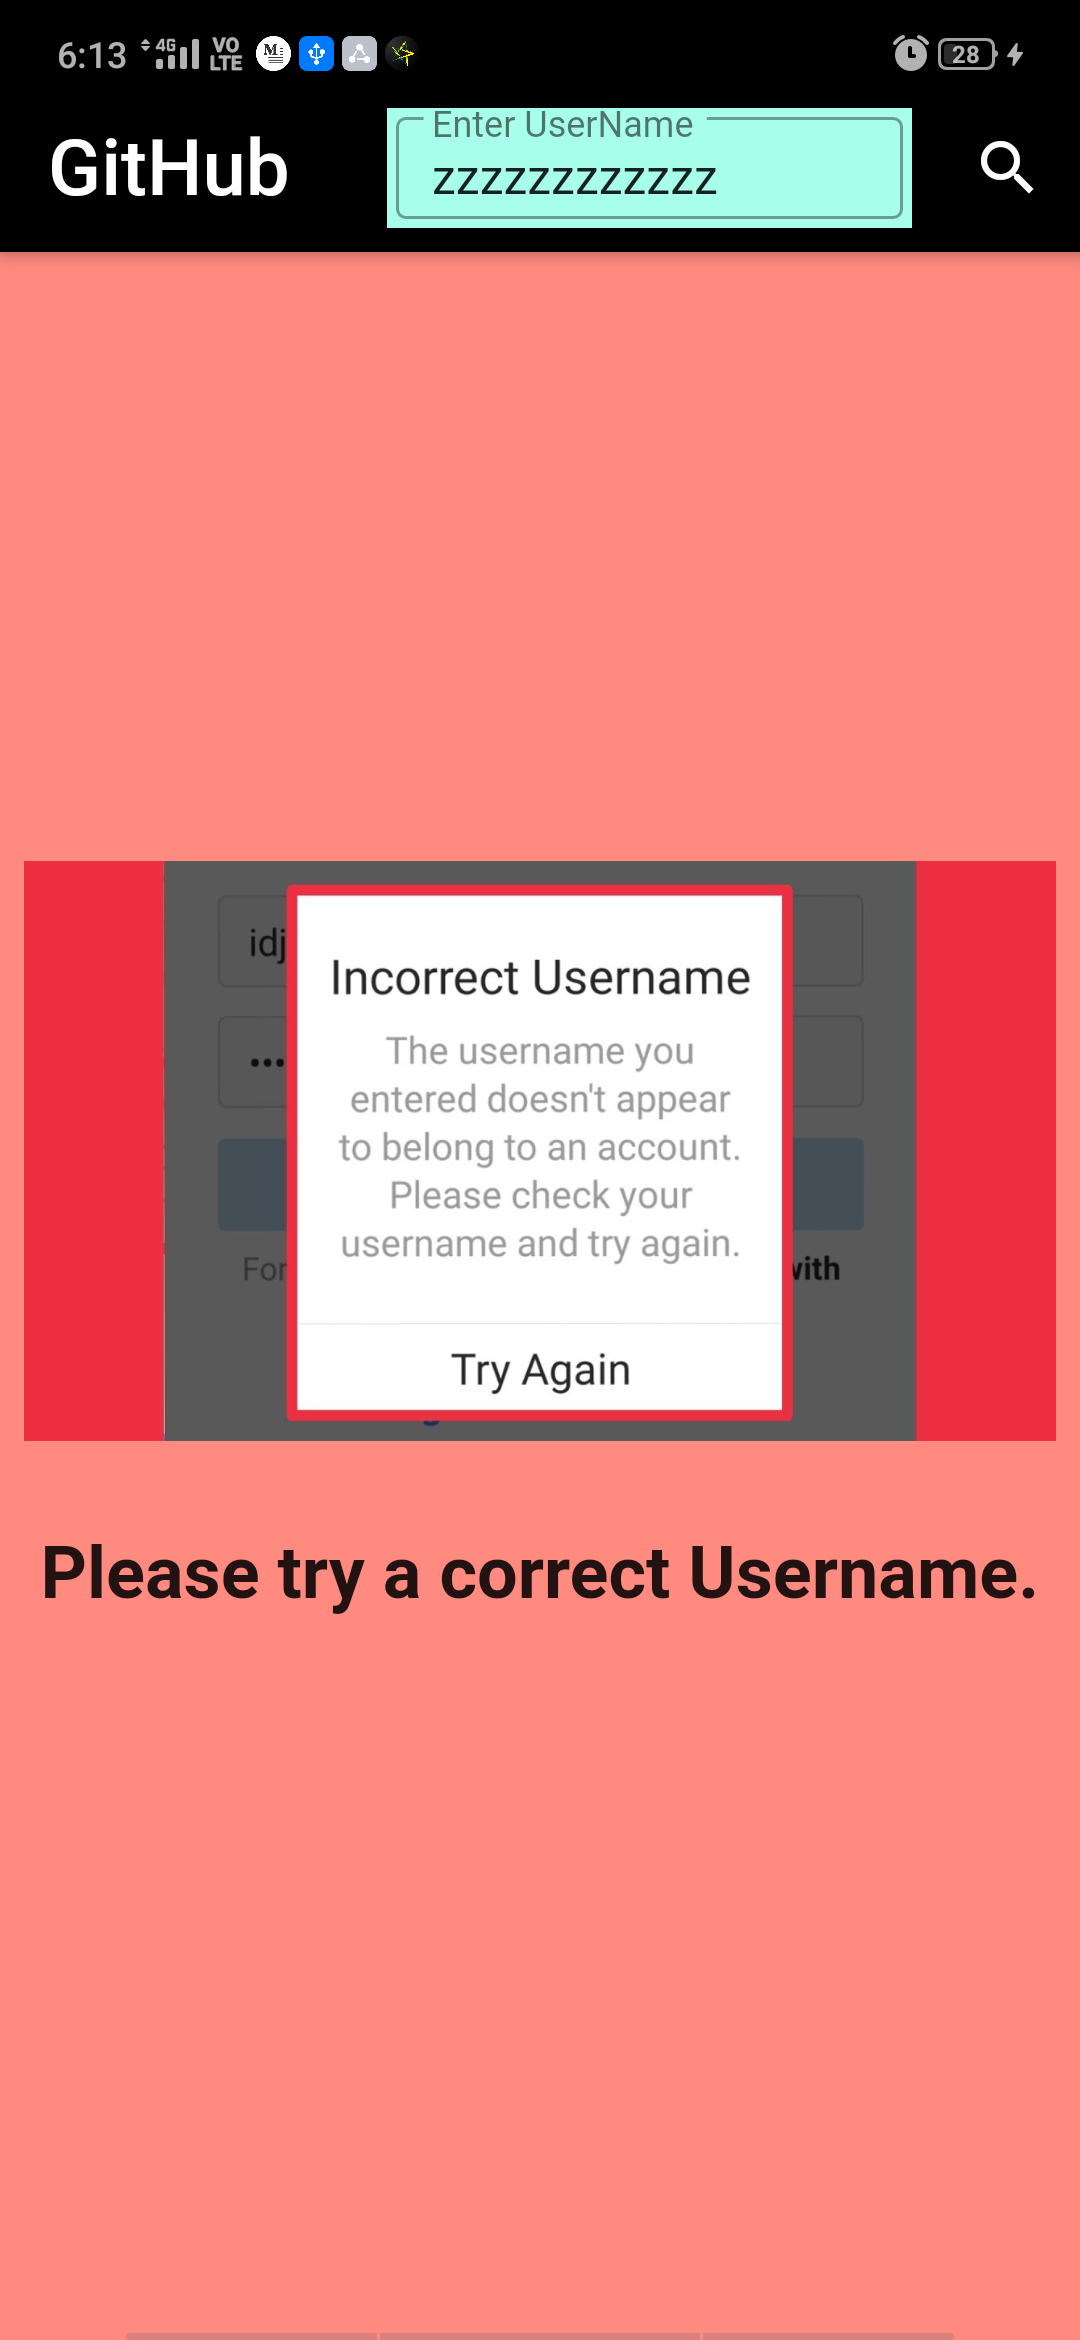 6:13 4G VO LTE M 28
GitHub
Enter UserName
zzzzzzzzzzzz
idj
Incorrect Username
The username you
entered doesn't appear
to belong to an account.
Please check your
username and try again.
For
with
Try Again
Please try a correct Username.